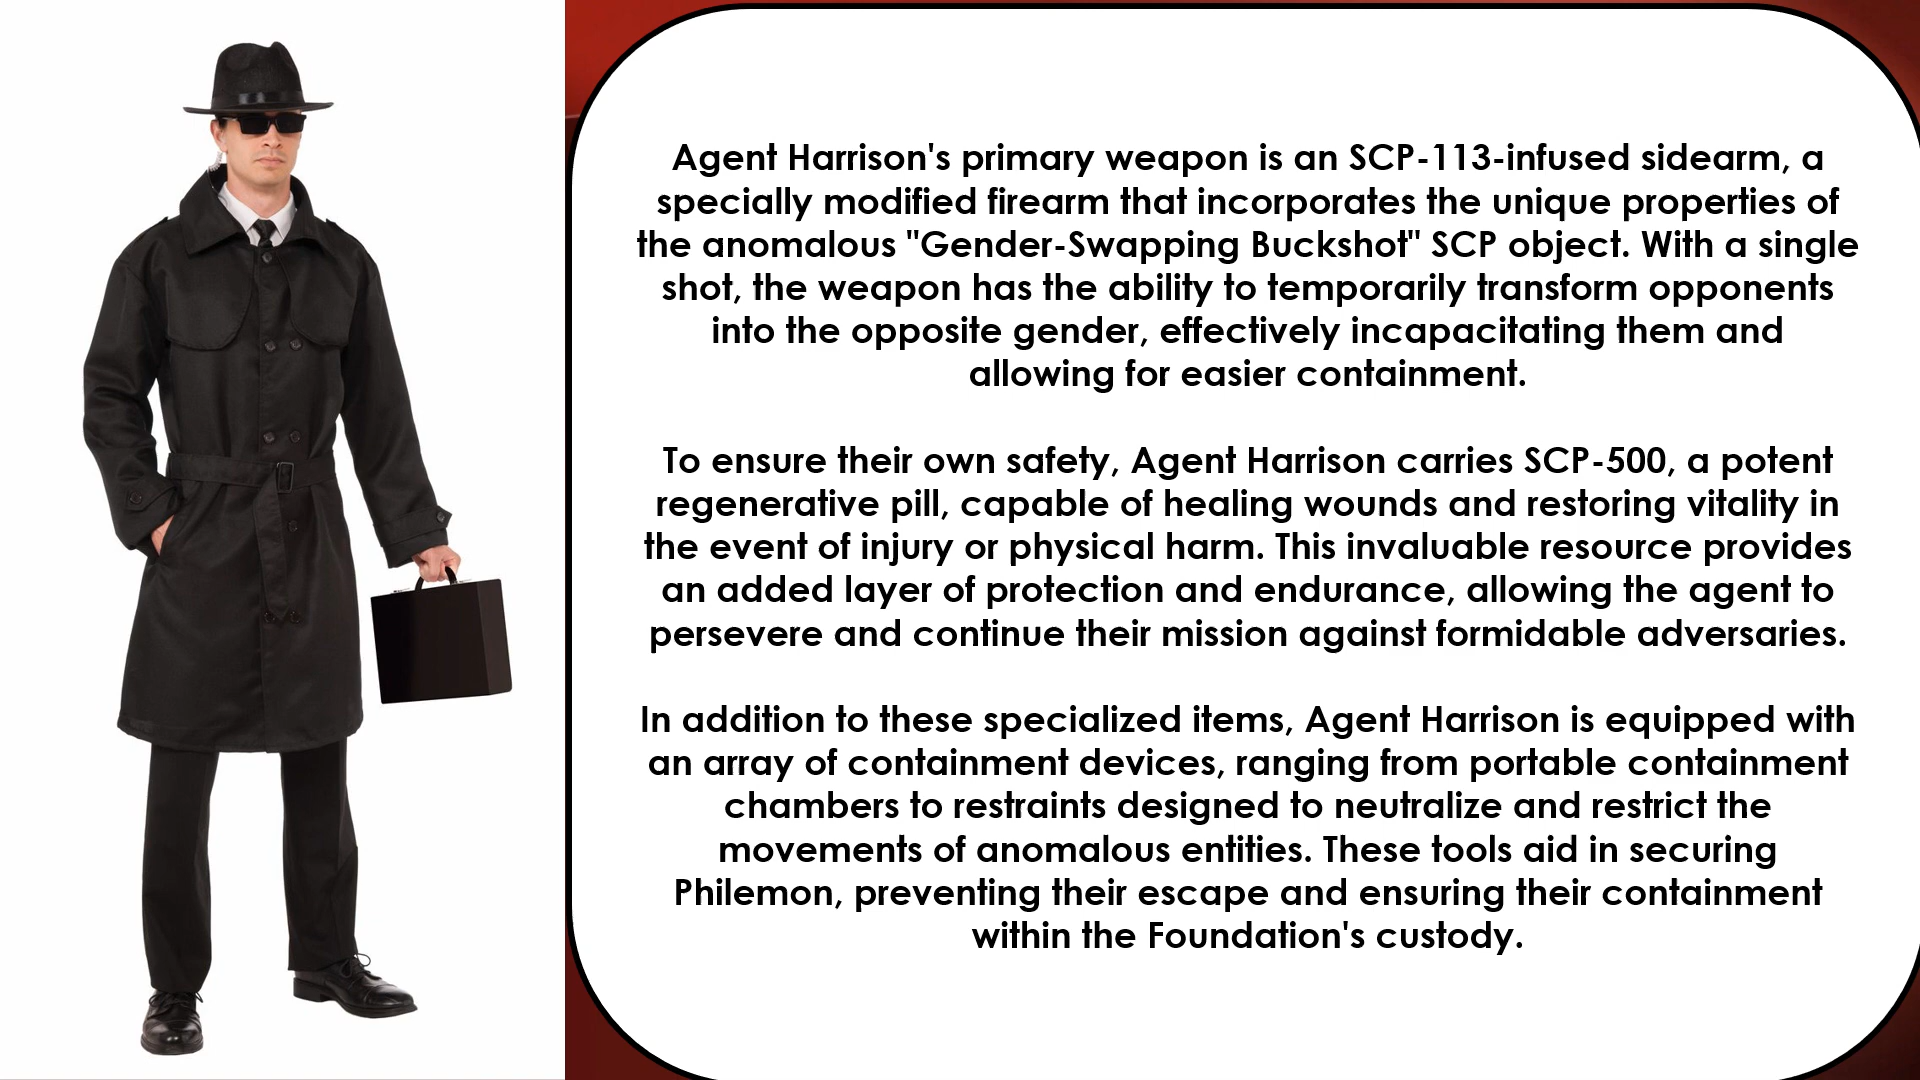 Agent Harrison's primary weapon is an SCP-113-infused sidearm, a
specially modified firearm that incorporates the unique properties of
the anomalous "Gender-Swapping Buckshot" SCP object. With a single
shot, the weapon has the ability to temporarily transform opponents
into the opposite gender, effectively incapacitating them and
allowing for easier containment.
To ensure their own safety, Agent Harrison carries SCP-500, a potent
regenerative pill, capable of healing wounds and restoring vitality in
the event of injury or physical harm. This invaluable resource provides
an added layer of protection and endurance, allowing the agent to
persevere and continue their mission against formidable adversaries.
In addition to these specialized items, Agent Harrison is equipped with
an array of containment devices, ranging from portable containment
chambers to restraints designed to neutralize and restrict the
movements of anomalous entities. These tools aid in securing
Philemon, preventing their escape and ensuring their containment
within the Foundation's custody.